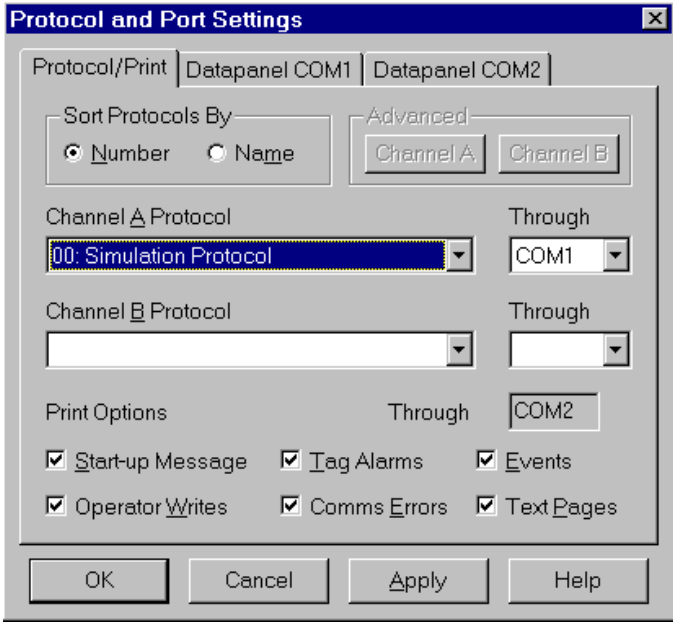 Protocol and Port Settings
Protocol/Print Datapanel COM1 Datapanel COM2
Sort Protocols By Advanced
Number Name Channel A Channel B
Channel A Protocol Through
00: Simulation Protocol COM1
Channel B Protocol Through
Print Options Through COM2
Start-up Message Tag Alarms Events
Operator Writes Comms Errors Text Pages
OK Cancel Apply Help